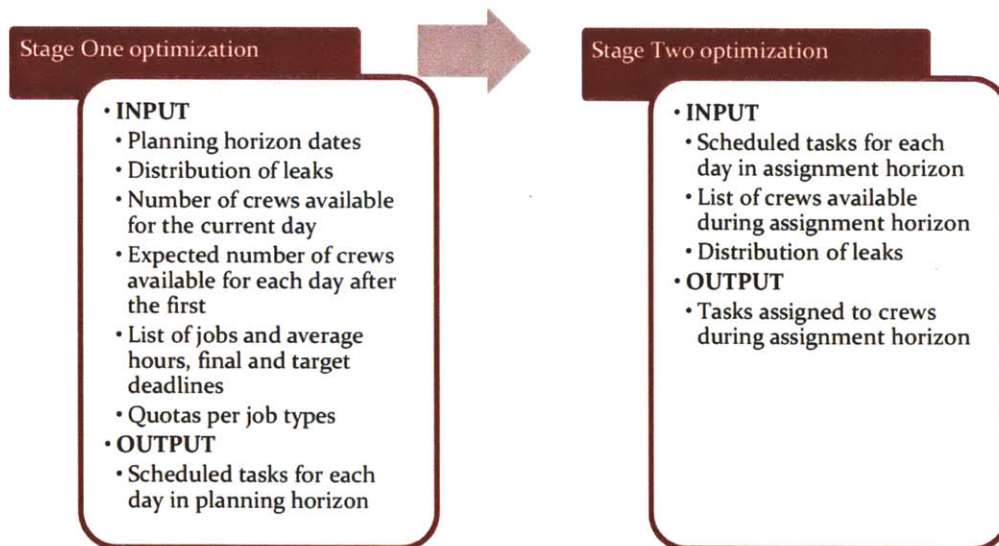 Stage One optimization
• INPUT
• Planning horizon dates
• Distribution of leaks
• Number of crews available
for the current day
• Expected number of crews
available for each day after
the first
• List of jobs and average
hours, final and target
deadlines
• Quotas per job types
• OUTPUT
• Scheduled tasks for each
day in planning horizon
Stage Two optimization
• INPUT
• Scheduled tasks for each
day in assignment horizon
• List of crews available
during assignment horizon
• Distribution of leaks
• OUTPUT
• Tasks assigned to crews
during assignment horizon